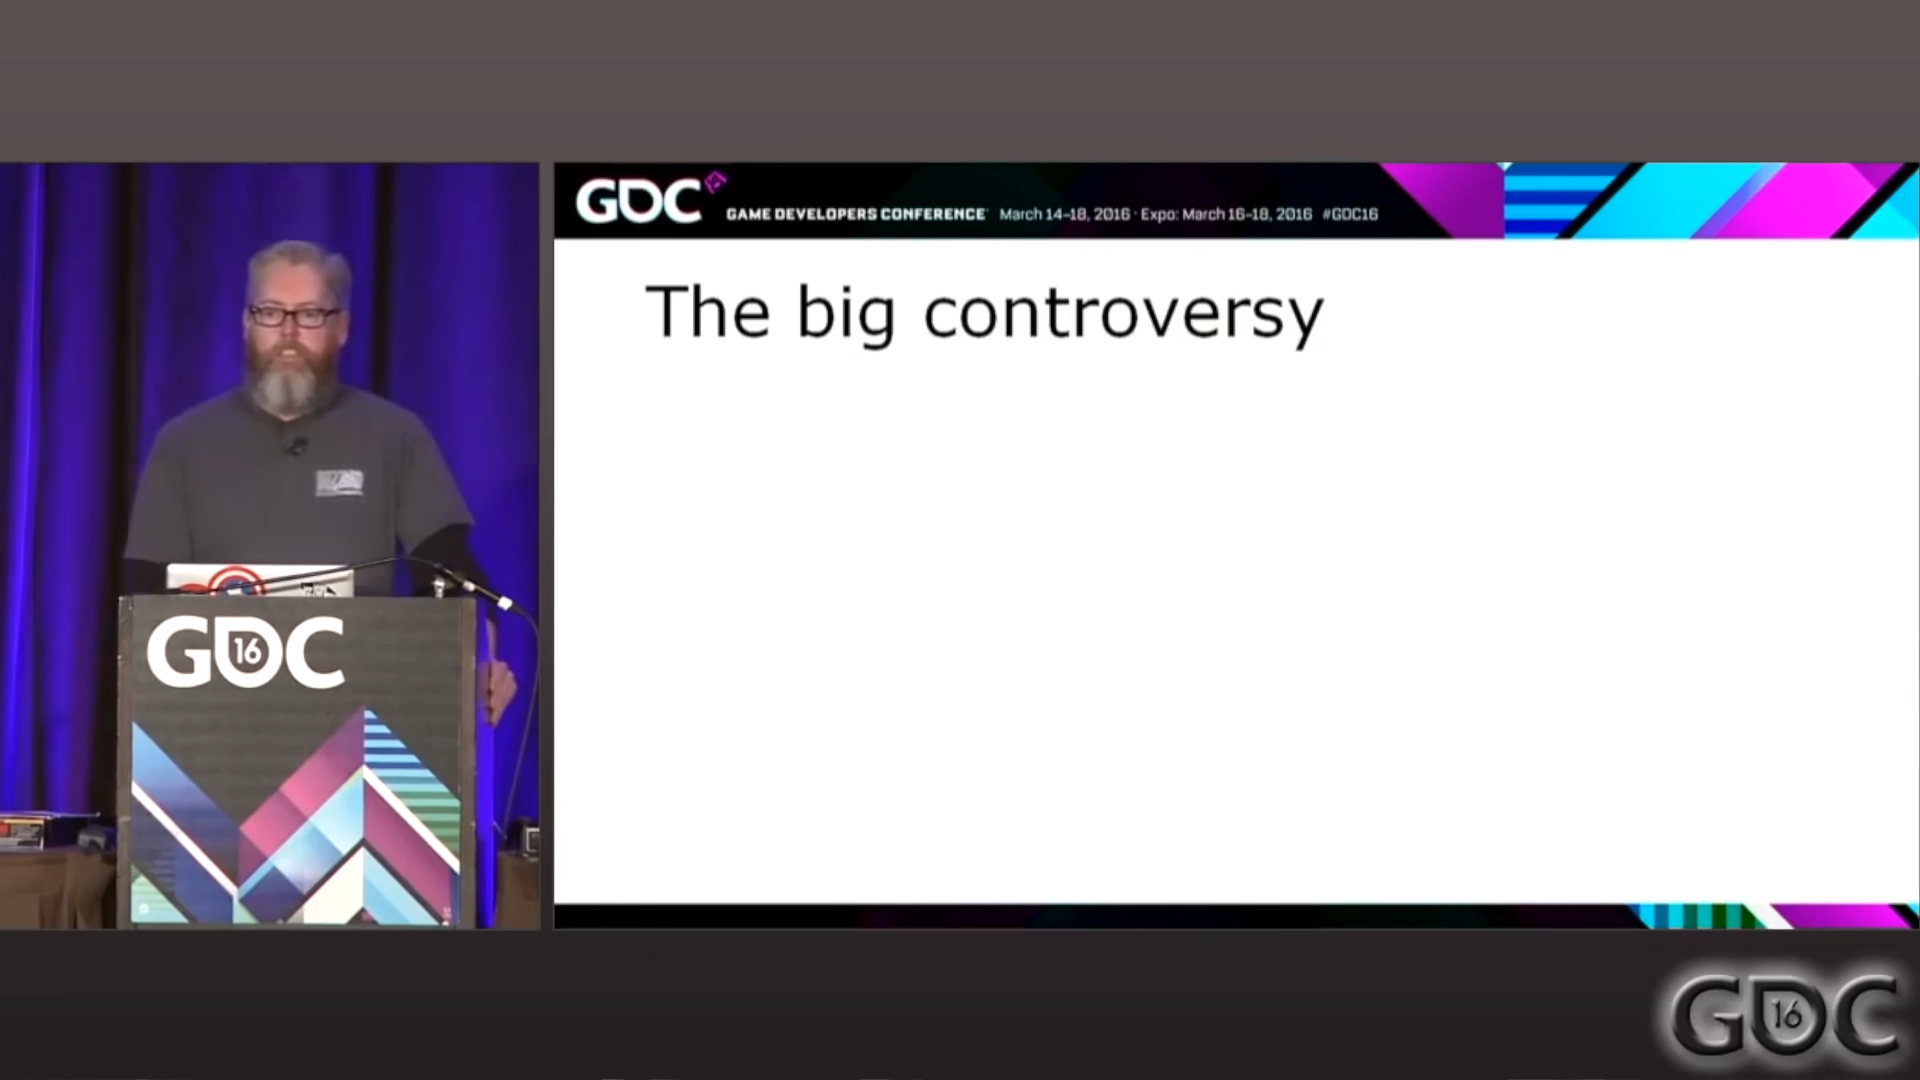 GDC
GAME DEVELOPERS CONFERENCE March 14-18, 2016 · Expo: March 16-18, 2016 #GDC16
The big controversy
GDC
16
GDC
16